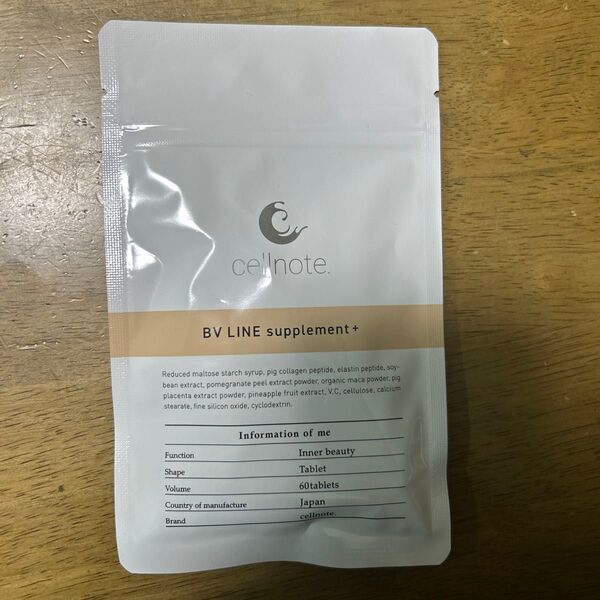 cellnote.
BV LINE supplement+
Reduced maltose starch syrup, pig collagen peptide, elastin peptide, soy-
bean extract, pomegranate peel extract powder, organic maca powder, pig
placenta extract powder, pineapple fruit extract, V.C, cellulose, calcium
stearate, fine silicon oxide, cyclodextrin.
Information of me
Function Inner beauty
Shape Tablet
Volume 60tablets
Country of manufacture Japan
Brand cellnote.